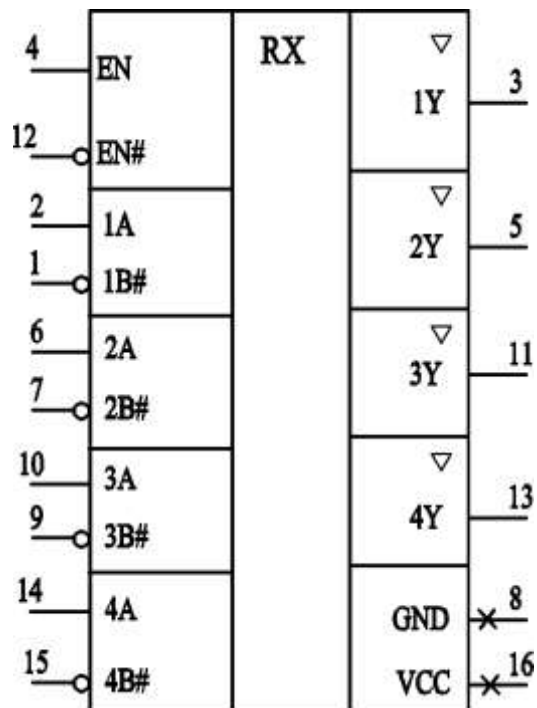 4 EN RX 1Y 3
12 EN#
2 1A 2Y 5
1 1B#
6 2A 3Y 11
7 2B#
10 3A 4Y 13
9 3B#
14 4A GND 8
15 4B# VCC 16